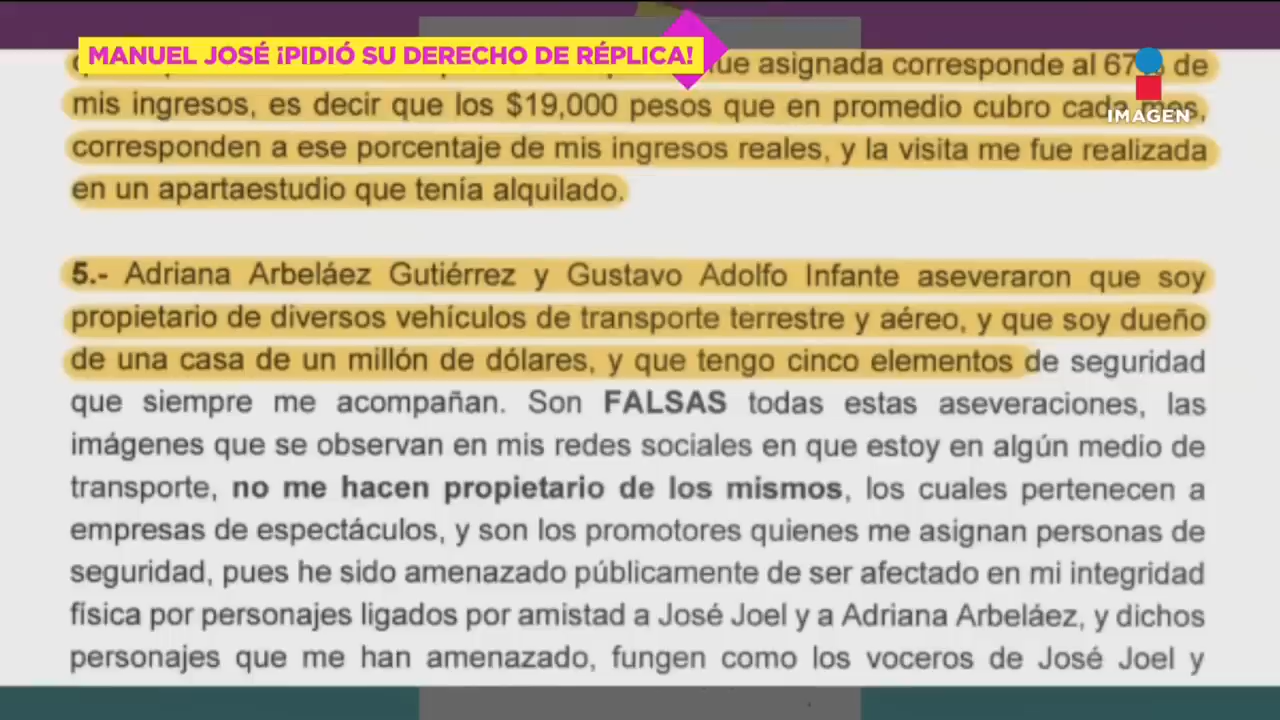 MANUEL JOSÉ ¡PIDIÓ SU DERECHO DE RÉPLICA!
asignada corresponde al 67% de
mis ingresos, es decir que los $19,000 pesos que en promedio cubro cada mes,
IMAGEN
corresponden a ese porcentaje de mis ingresos reales, y la visita me fue realizada
en un apartaestudio que tenía alquilado.
5.- Adriana Arbeláez Gutiérrez y Gustavo Adolfo Infante aseveraron que soy
propietario de diversos vehículos de transporte terrestre y aéreo, y que soy dueño
de una casa de un millón de dólares, y que tengo cinco elementos de seguridad
que siempre me acompañan. Son FALSAS todas estas aseveraciones, las
imágenes que se observan en mis redes sociales en que estoy en algún medio de
transporte, no me hacen propietario de los mismos, los cuales pertenecen a
empresas de espectáculos, y son los promotores quienes me asignan personas de
seguridad, pues he sido amenazado públicamente de ser afectado en mi integridad
física por personajes ligados por amistad a José Joel y a Adriana Arbeláez, y dichos
personajes que me han amenazado, fungen como los voceros de José Joel y